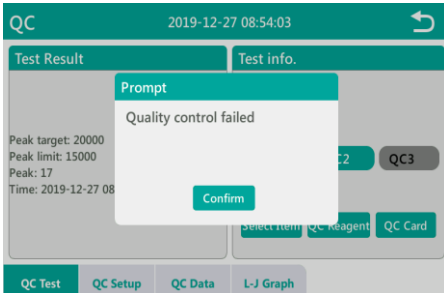 QC
2019-12-27 08:54:03
Test Result
Test info.
Prompt
Quality control failed
Peak target: 20000
Peak limit: 15000
Peak: 17
Time: 2019-12-27 08
QC3
Confirm
Select Item
QC Reagent
QC Card
QC Test
QC Setup
QC Data
L-J Graph